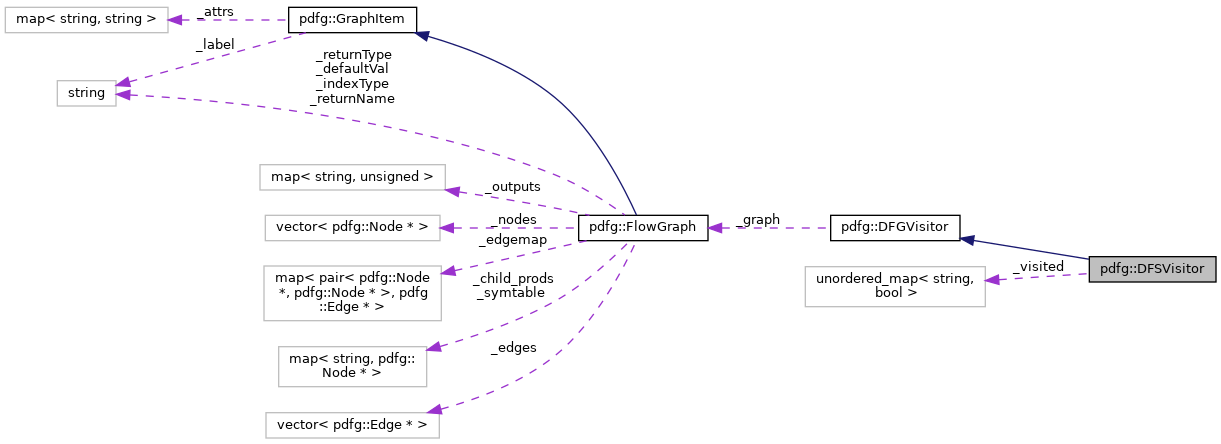 map< string, string >
_attrs
pdfg::GraphItem
_label
string
_returnType
_defaultVal
_indexType
_returnName
map< string, unsigned >
_outputs
vector< pdfg::Node * >
_nodes
pdfg::FlowGraph
_graph
pdfg::DFGVisitor
_edgemap
map< pair< pdfg::Node
*, pdfg::Node * >, pdfg
::Edge * >
_child_prods
_symtable
unordered_map< string,
bool >
_visited
pdfg::DFSVisitor
map< string, pdfg::
Node * >
_edges
vector< pdfg::Edge * >